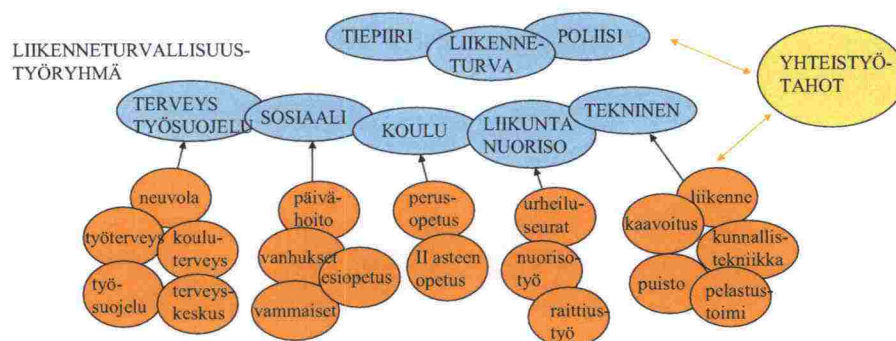 LIIKENNETURVALLISUUS-
TYÖRYHMÄ
TIEPIIRI
LIIKENNE-
TURVA
POLIISI
YHTEISTYÖ-
TAHOT
TERVEYS
TYÖSUOJELU
SOSIAALI
KOULU
LIIKUNTA
NUORISO
TEKNINEN
neuvola
työterveys
koulu-
terveys
työ-
suojelu
terveys-
keskus
päivä-
hoito
vanhukset
esiopetus
vammaiset
perus-
opetus
II asteen
opetus
urheilu-
seurat
nuoriso-
työ
raittius-
työ
liikenne
kaavoitus
kunnallis-
tekniikka
puisto
pelastus-
toimi